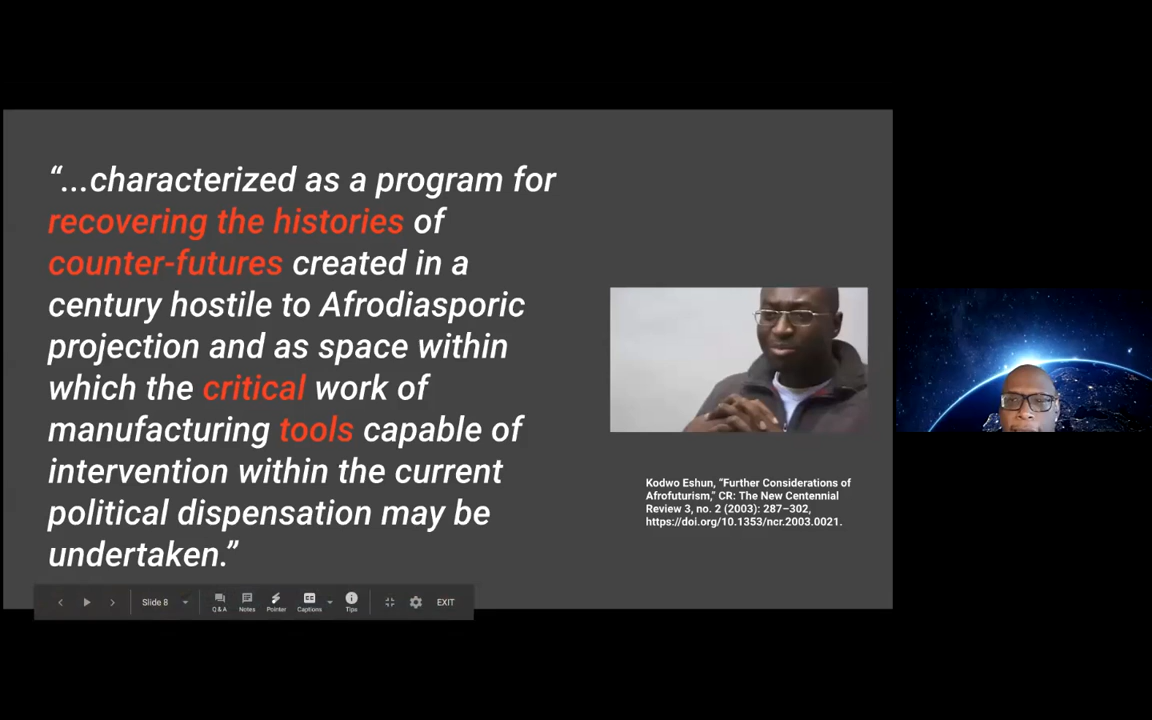 “...characterized as a program for
recovering the histories of
counter-futures created in a
century hostile to Afrodiasporic
projection and as space within
which the critical work of
manufacturing tools capable of
intervention within the current
political dispensation may be
undertaken.”
Kodwo Eshun, “Further Considerations of
Afrofuturism,” CR: The New Centennial
Review 3, no. 2 (2003): 287–302,
https://doi.org/10.1353/ncr.2003.0021.
Slide 8
Q & A
Notes
Pointer
CC
Captions
Tips
EXIT